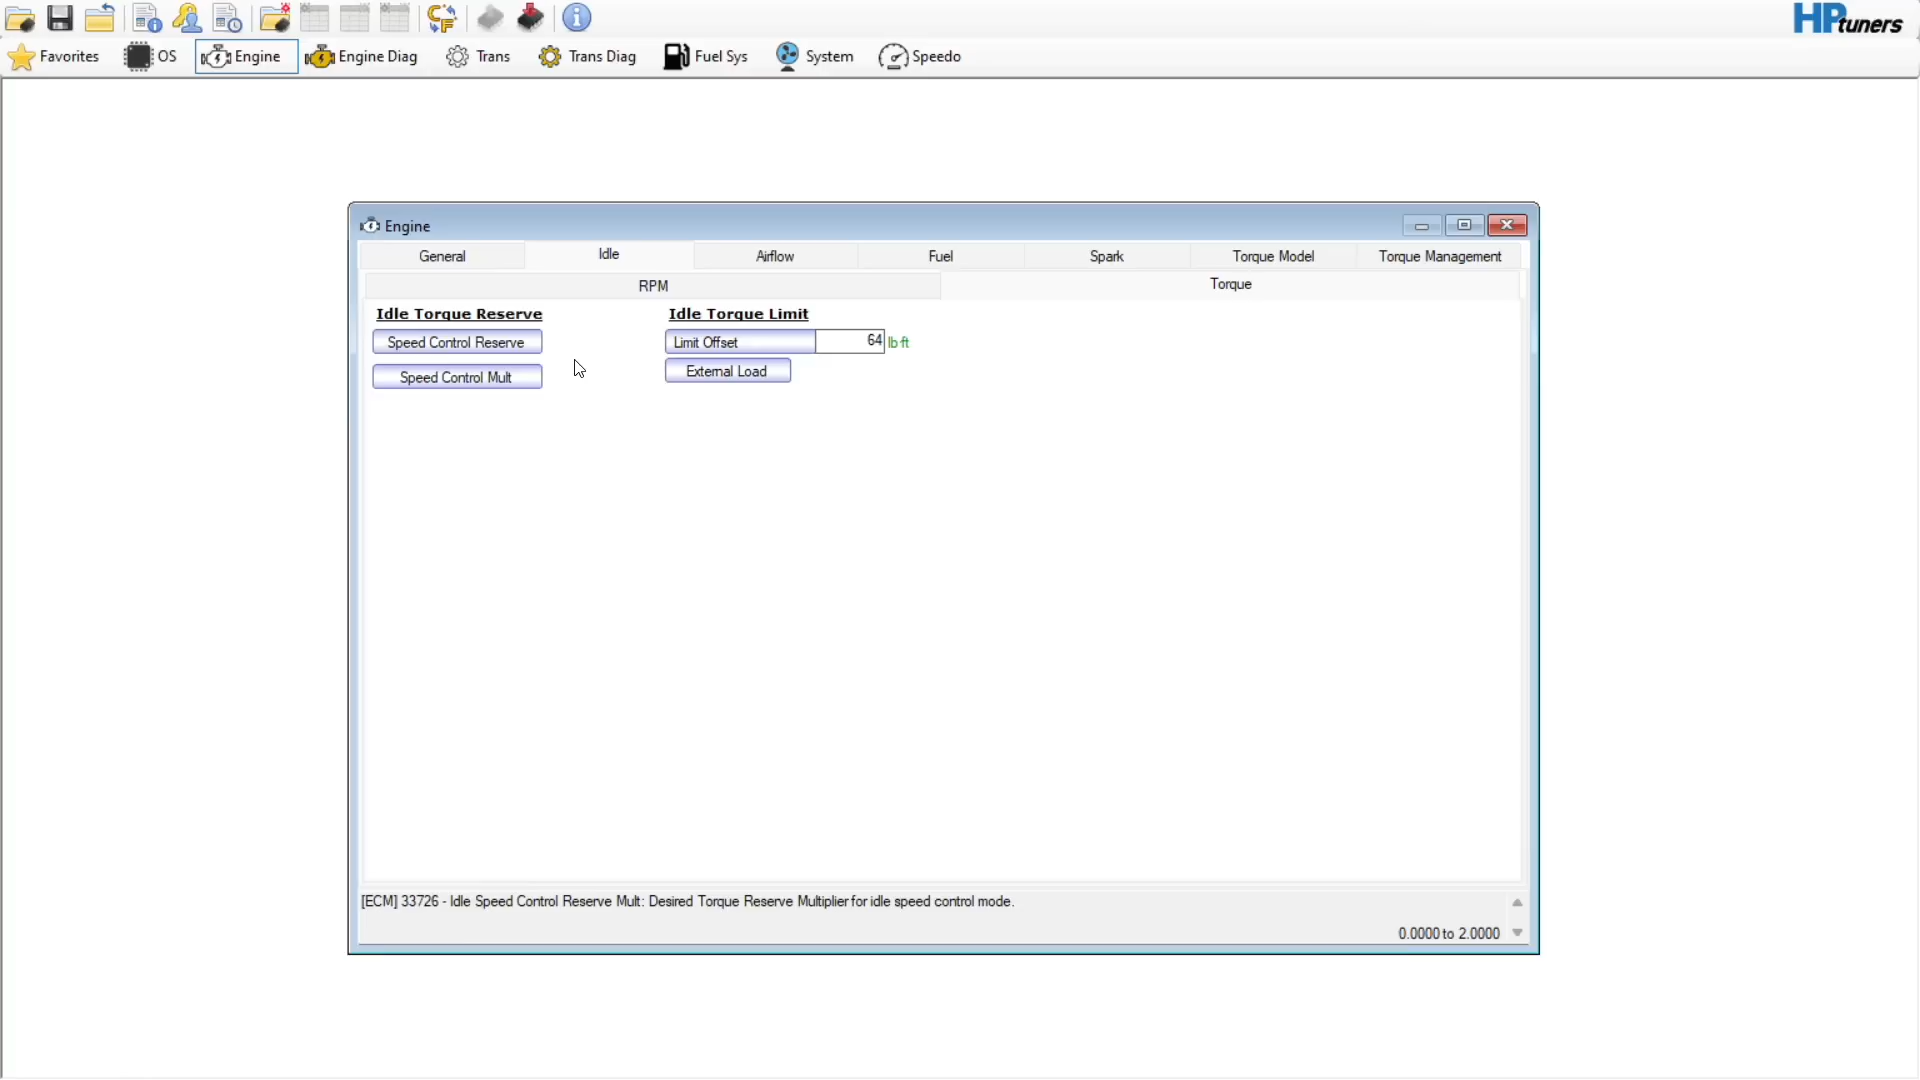 HPtuners
Favorites OS Engine Engine Diag Trans Trans Diag Fuel Sys System Speedo
Engine
General Idle Airflow Fuel Spark Torque Model Torque Management
RPM Torque
Idle Torque Reserve Idle Torque Limit
Speed Control Reserve Limit Offset 64 lb·ft
Speed Control Mult External Load
[ECM] 33726 - Idle Speed Control Reserve Mult: Desired Torque Reserve Multiplier for idle speed control mode.
0.0000 to 2.0000